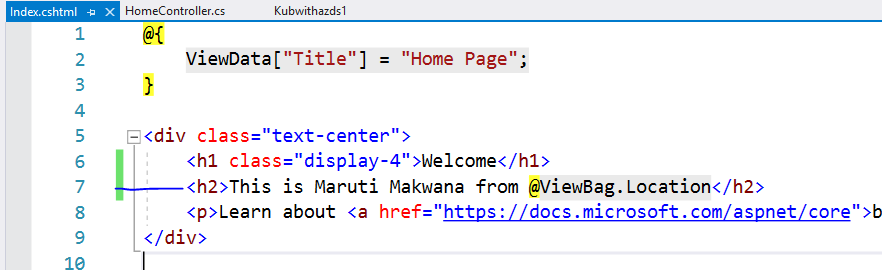 Index.cshtml HomeController.cs Kubwithazds1
1 @{
2 ViewData["Title"] = "Home Page";
3 }
4
5 <div class="text-center">
6 <h1 class="display-4">Welcome</h1>
7 <h2>This is Maruti Makwana from @ViewBag.Location</h2>
8 <p>Learn about <a href="https://docs.microsoft.com/aspnet/core">b
9 </div>
10